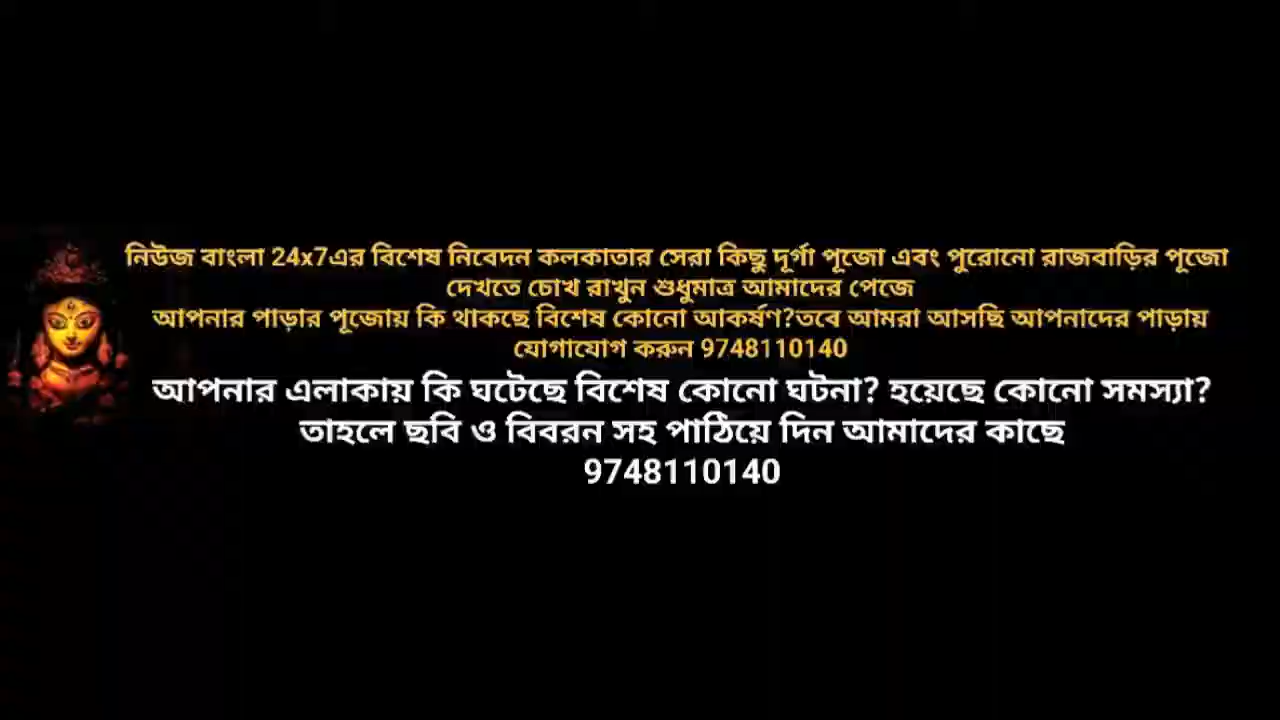 নিউজ বাংলা 24x7এর বিশেষ নিবেদন কলকাতার সেরা কিছু দূর্গা পূজো এবং পুরোনো রাজবাড়ির পূজো
দেখতে চোখ রাখুন শুধুমাত্র আমাদের পেজে
আপনার পাড়ার পূজোয় কি থাকছে বিশেষ কোনো আকর্ষণ?তবে আমরা আসছি আপনাদের পাড়ায়
যোগাযোগ করুন 9748110140
আপনার এলাকায় কি ঘটেছে বিশেষ কোনো ঘটনা? হয়েছে কোনো সমস্যা?
তাহলে ছবি ও বিবরন সহ পাঠিয়ে দিন আমাদের কাছে
9748110140